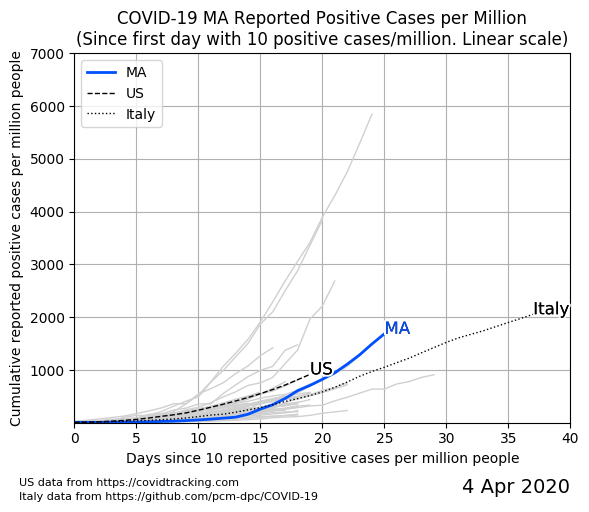 COVID-19 MA Reported Positive Cases per Million
(Since first day with 10 positive cases/million. Linear scale)
Cumulative reported positive cases per million people
7000
6000
5000
4000
3000
2000
1000
MA
US
Italy
Italy
MA
US
0 5 10 15 20 25 30 35 40
Days since 10 reported positive cases per million people
US data from https://covidtracking.com
Italy data from https://github.com/pcm-dpc/COVID-19
4 Apr 2020